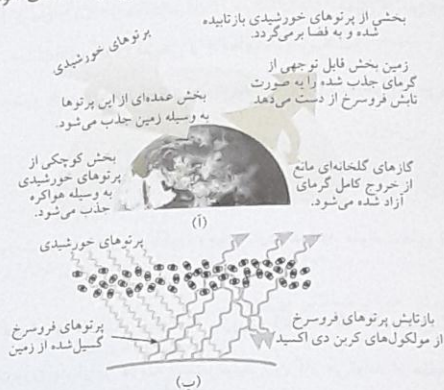 بخشی از پرتوهای خورشیدی بازتابیده
شده و به فضا برمی‌گردد.
پرتوهای خورشیدی
زمین بخش قابل توجهی از
گرمای جذب شده را به صورت
تابش فروسرخ از دست می‌دهد
بخش عمده‌ای از این پرتوها
به وسیله زمین جذب می‌شود.
بخش کوچکی از
پرتوهای خورشیدی
به وسیله هواکره
جذب می‌شود.
گازهای گلخانه‌ای مانع
از خروج کامل گرمای
آزاد شده می‌شود.
(آ)
پرتوهای خورشیدی
بازتابش پرتوهای فروسرخ
از مولکول‌های کربن دی اکسید
پرتوهای فروسرخ
گسیل‌شده از زمین
(ب)